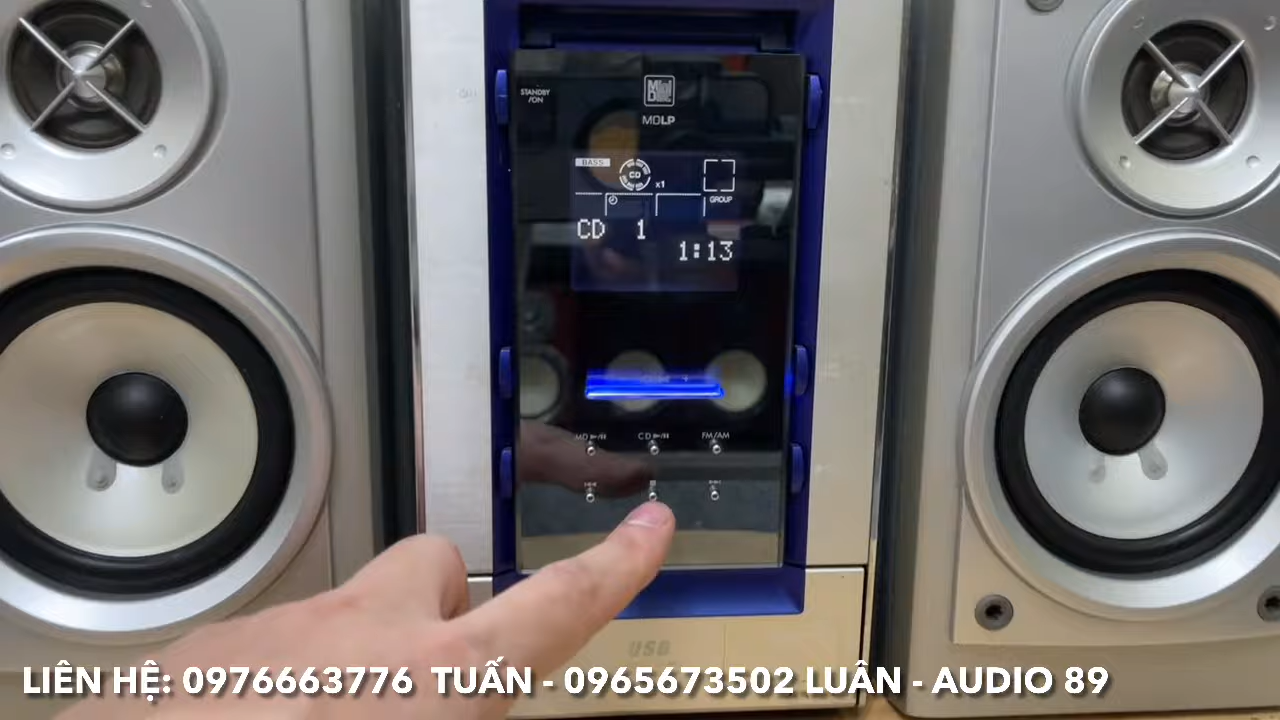 STANDBY
/ON
Mini
Disc
MDLP
BASS
CD
x1
GROUP
CD 1
1:13
MD
CD
FM/AM
USB
LIÊN HỆ: 0976663776 TUẤN - 0965673502 LUÂN - AUDIO 89